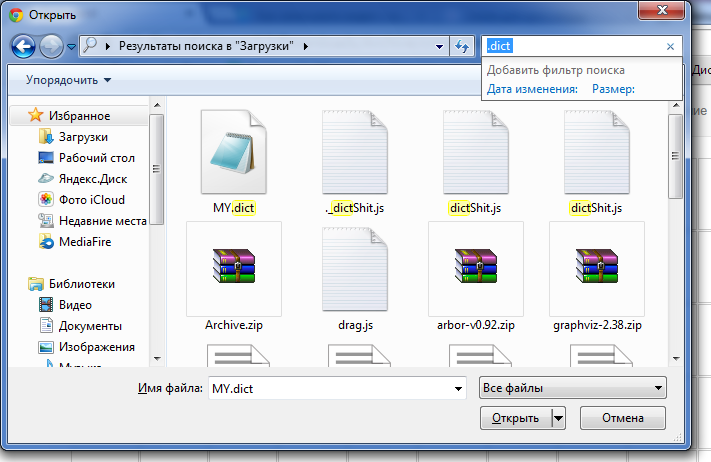 Открыть
Результаты поиска в "Загрузки"
.dict
Добавить фильтр поиска
Дата изменения: Размер:
Упорядочить
Избранное
Загрузки
Рабочий стол
Яндекс.Диск
Фото iCloud
Недавние места
MediaFire
Библиотеки
Видео
Документы
Изображения
MY.dict
._dictShit.js
dictShit.js
dictShit.js
Archive.zip
drag.js
arbor-v0.92.zip
graphviz-2.38.zip
Имя файла: MY.dict
Все файлы
Открыть
Отмена